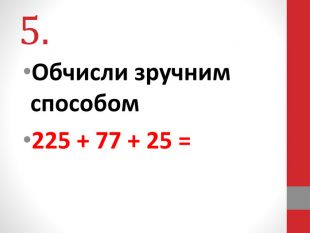 5.
•Обчисли зручним
способом
•225 + 77 + 25 =